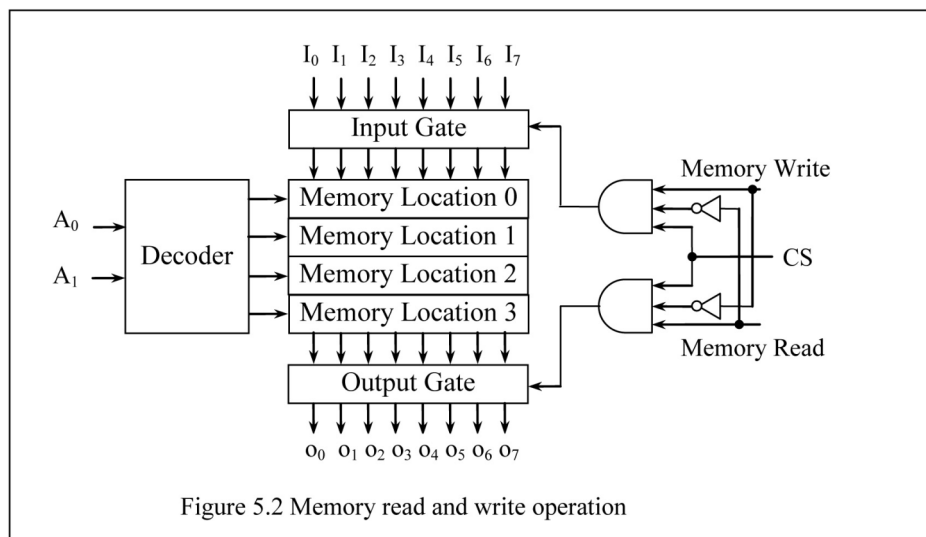 I₀ I₁ I₂ I₃ I₄ I₅ I₆ I₇
Input Gate
Memory Write
Memory Location 0
A₀
Decoder
Memory Location 1
CS
A₁
Memory Location 2
Memory Location 3
Memory Read
Output Gate
o₀ o₁ o₂ o₃ o₄ o₅ o₆ o₇
Figure 5.2 Memory read and write operation